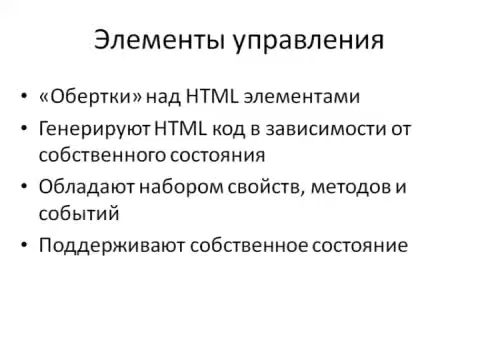 Элементы управления
• «Обертки» над HTML элементами
• Генерируют HTML код в зависимости от
собственного состояния
• Обладают набором свойств, методов и
событий
• Поддерживают собственное состояние